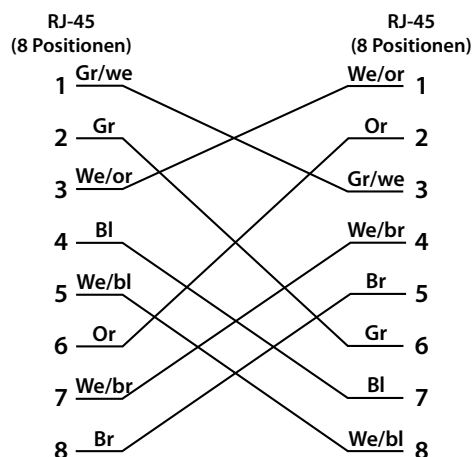 RJ-45
(8 Positionen)
RJ-45
(8 Positionen)
1 Gr/we We/or 1
2 Gr Or 2
3 We/or Gr/we 3
4 Bl We/br 4
5 We/bl Br 5
6 Or Gr 6
7 We/br Bl 7
8 Br We/bl 8